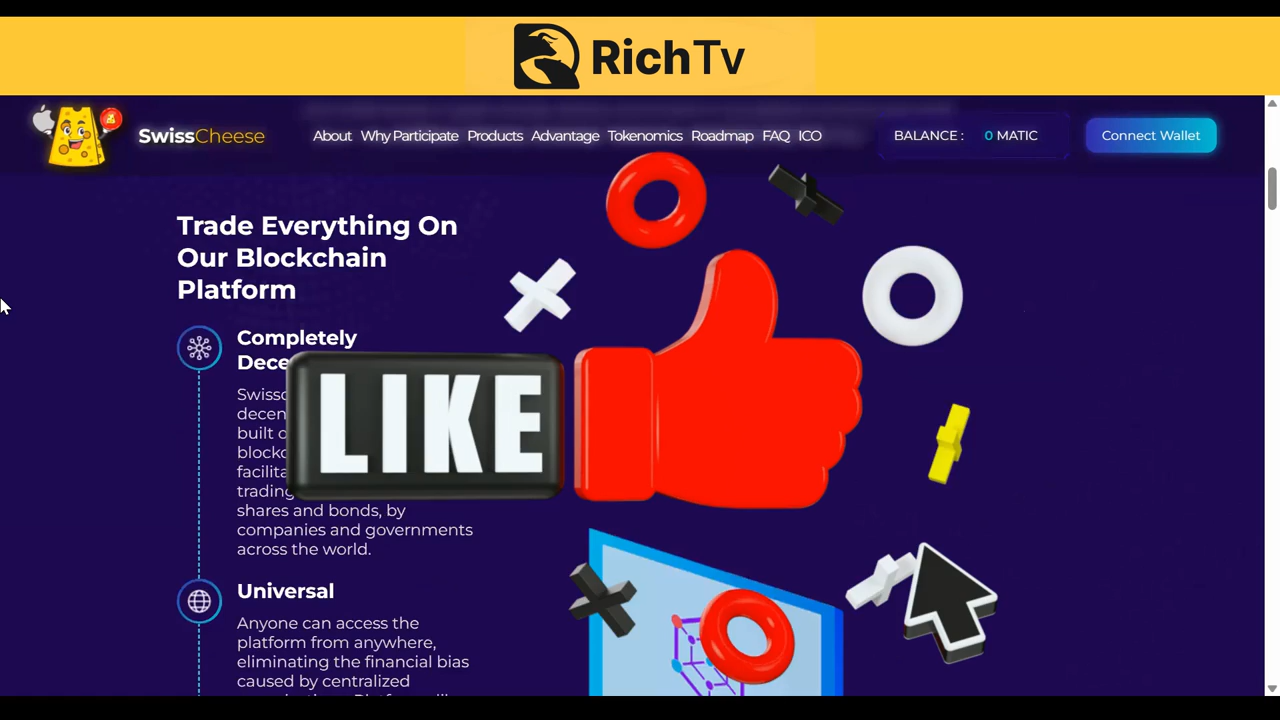 RichTv
SwissCheese
About Why Participate Products Advantage Tokenomics Roadmap FAQ ICO
BALANCE : 0 MATIC
Connect Wallet
Trade Everything On
Our Blockchain
Platform
Completely
LIKE
trading
shares and bonds, by
companies and governments
across the world.
Universal
Anyone can access the
platform from anywhere,
eliminating the financial bias
caused by centralized